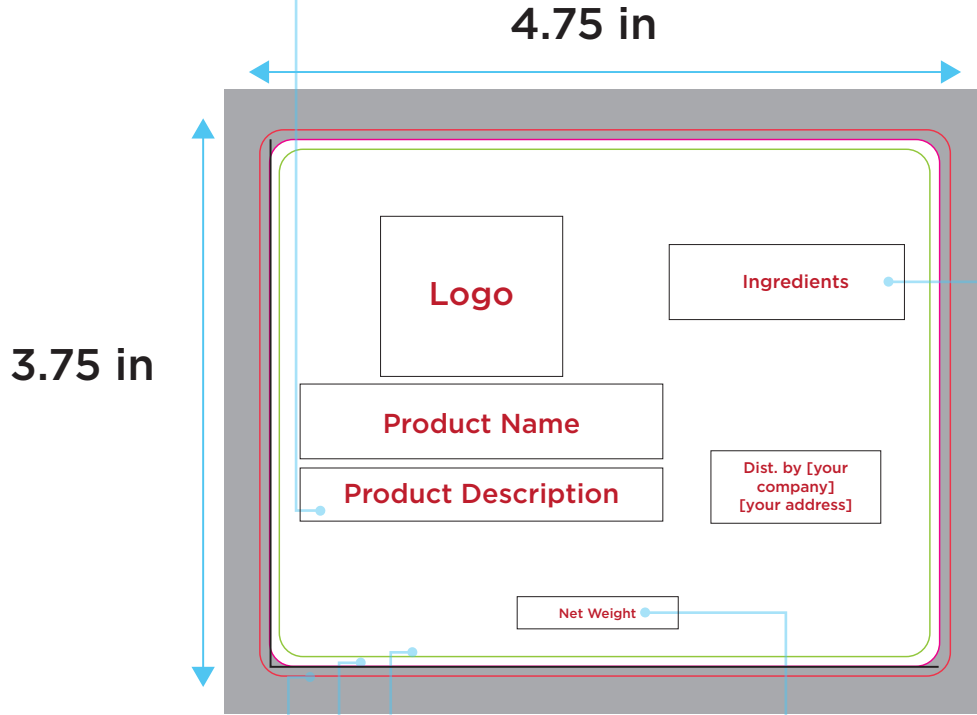 4.75 in
3.75 in
Logo
Ingredients
Product Name
Product Description
Dist. by [your
company]
[your address]
Net Weight